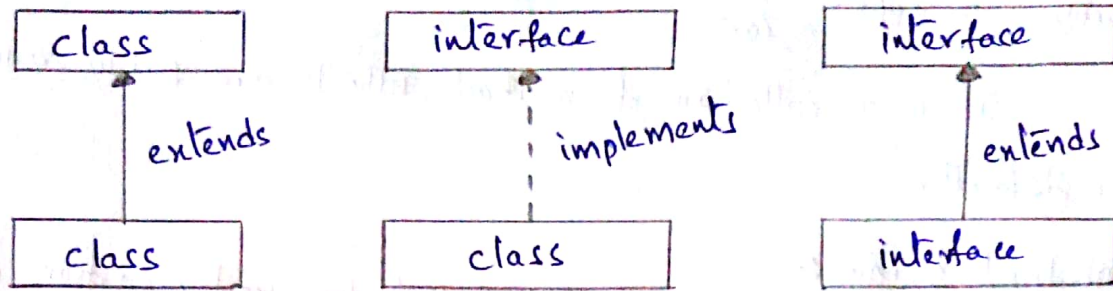 class interface interface
extends implements extends
class class interface